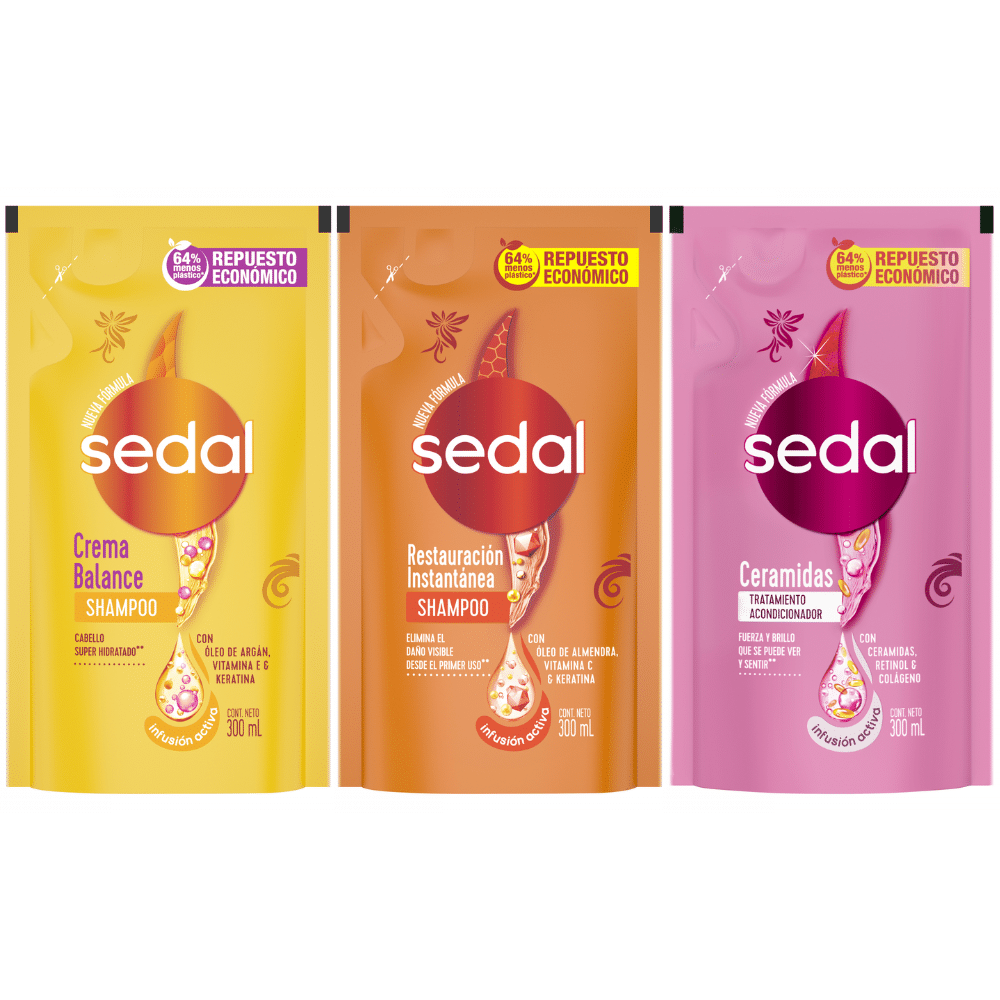 64%
menos
plástico*
REPUESTO
ECONÓMICO
NUEVA FÓRMULA
sedal
Crema
Balance
SHAMPOO
CABELLO
SUPER HIDRATADO**
CON
ÓLEO DE ARGÁN,
VITAMINA E &
KERATINA
infusión activa
CONT. NETO
300 mL
64%
menos
plástico*
REPUESTO
ECONÓMICO
NUEVA FÓRMULA
sedal
Restauración
Instantánea
SHAMPOO
ELIMINA EL
DAÑO VISIBLE
DESDE EL PRIMER USO**
CON
ÓLEO DE ALMENDRA,
VITAMINA C
& KERATINA
infusión activa
CONT. NETO
300 mL
64%
menos
plástico*
REPUESTO
ECONÓMICO
NUEVA FÓRMULA
sedal
Ceramidas
TRATAMIENTO
ACONDICIONADOR
FUERZA Y BRILLO
QUE SE PUEDE VER
Y SENTIR**
CON
CERAMIDAS,
RETINOL &
COLÁGENO
infusión activa
CONT. NETO
300 mL